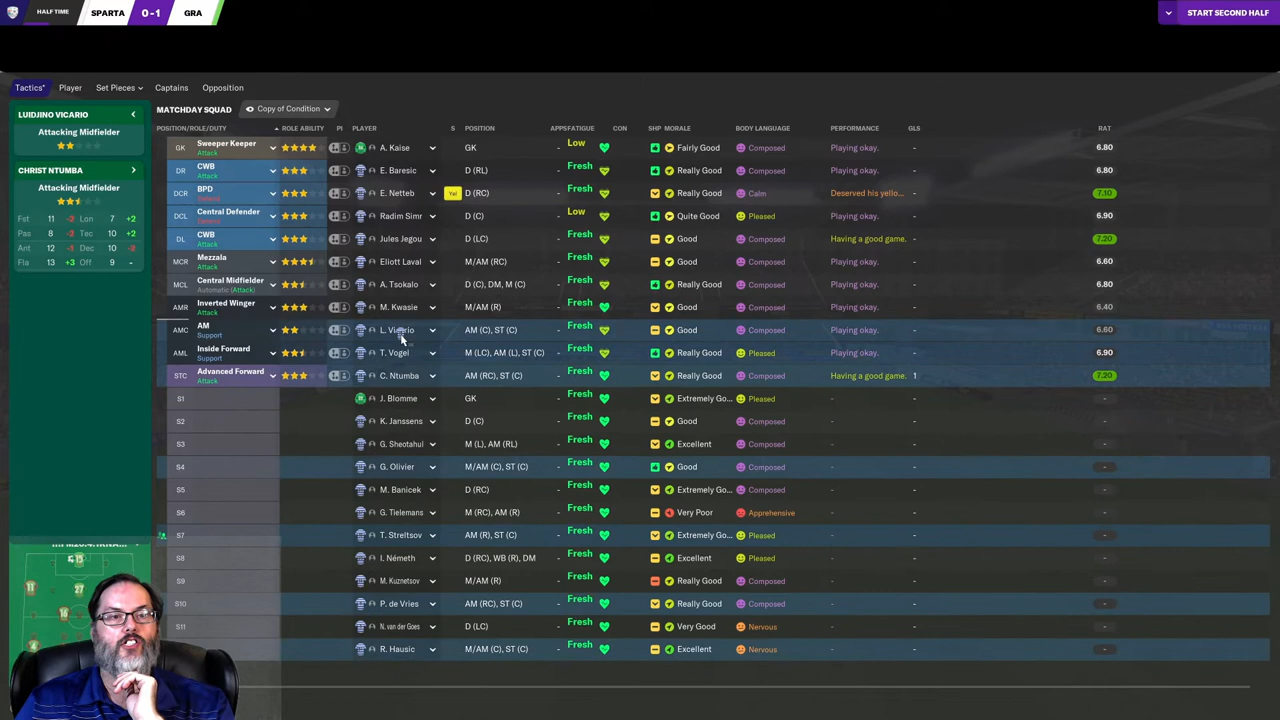 HALF TIME SPARTA 0-1 GRA START SECOND HALF
Tactics* Player Set Pieces Captains Opposition
LUIDJINO VICARIO
Attacking Midfielder
CHRIST NTUMBA
Attacking Midfielder
Fst 11 -2 Lon 7 +2
Pas 8 -2 Tec 10 +2
Ant 12 -1 Dec 10 -2
Fla 13 +3 Off 9 -
MATCHDAY SQUAD Copy of Condition
POSITION/ROLE/DUTY ROLE ABILITY PI PLAYER S POSITION APPS FATIGUE CON SHP MORALE BODY LANGUAGE PERFORMANCE GLS RAT
GK Sweeper Keeper Attack A. Kaise GK - Low Fairly Good Composed Playing okay. - 6.80
DR CWB Attack E. Baresic D (RL) - Fresh Really Good Composed Playing okay. - 6.80
DCR BPD E. Netteb Yel D (RC) - Fresh Really Good Calm Deserved his yello... - 7.10
DCL Central Defender Radim Simr D (C) - Low Quite Good Pleased Playing okay. - 6.90
DL CWB Attack Jules Jegou D (LC) - Fresh Good Composed Having a good game. - 7.20
MCR Mezzala Attack Eliott Laval M/AM (RC) - Fresh Good Composed Playing okay. - 6.60
MCL Central Midfielder Automatic (Attack) A. Tsokalo D (C), DM, M (C) - Fresh Good Composed Playing okay. - 6.80
AMR Inverted Winger Attack M. Kwasie M/AM (R) - Fresh Good Composed Playing okay. - 6.40
AMC AM Support L. Vicario AM (C), ST (C) - Fresh Good Composed Playing okay. - 6.60
AML Inside Forward Support T. Vogel M (LC), AM (L), ST (C) - Fresh Really Good Pleased Playing okay. - 6.90
STC Advanced Forward Attack C. Ntumba AM (RC), ST (C) - Fresh Really Good Composed Having a good game. 1 7.20
S1 J. Blomme GK - Fresh Extremely Go... Pleased - - -
S2 K. Janssens D (C) - Fresh Good Composed - - -
S3 G. Sheotahul M (L), AM (RL) - Fresh Excellent Composed - - -
S4 G. Olivier M/AM (C), ST (C) - Fresh Good Composed - - -
S5 M. Banicek D (RC) - Fresh Extremely Go... Composed - - -
S6 G. Tielemans M (RC), AM (R) - Fresh Very Poor Apprehensive - - -
S7 T. Streltsov AM (R), ST (C) - Fresh Extremely Go... Pleased - - -
S8 I. Németh D (RC), WB (R), DM - Fresh Excellent Pleased - - -
S9 M. Kuznetsov M/AM (R) - Fresh Really Good Composed - - -
S10 P. de Vries AM (RC), ST (C) - Fresh Really Good Composed - - -
S11 N. van der Goes D (LC) - Fresh Very Good Nervous - - -
R. Hausic M/AM (C), ST (C) - Fresh Excellent Nervous - - -
15
11 27
18